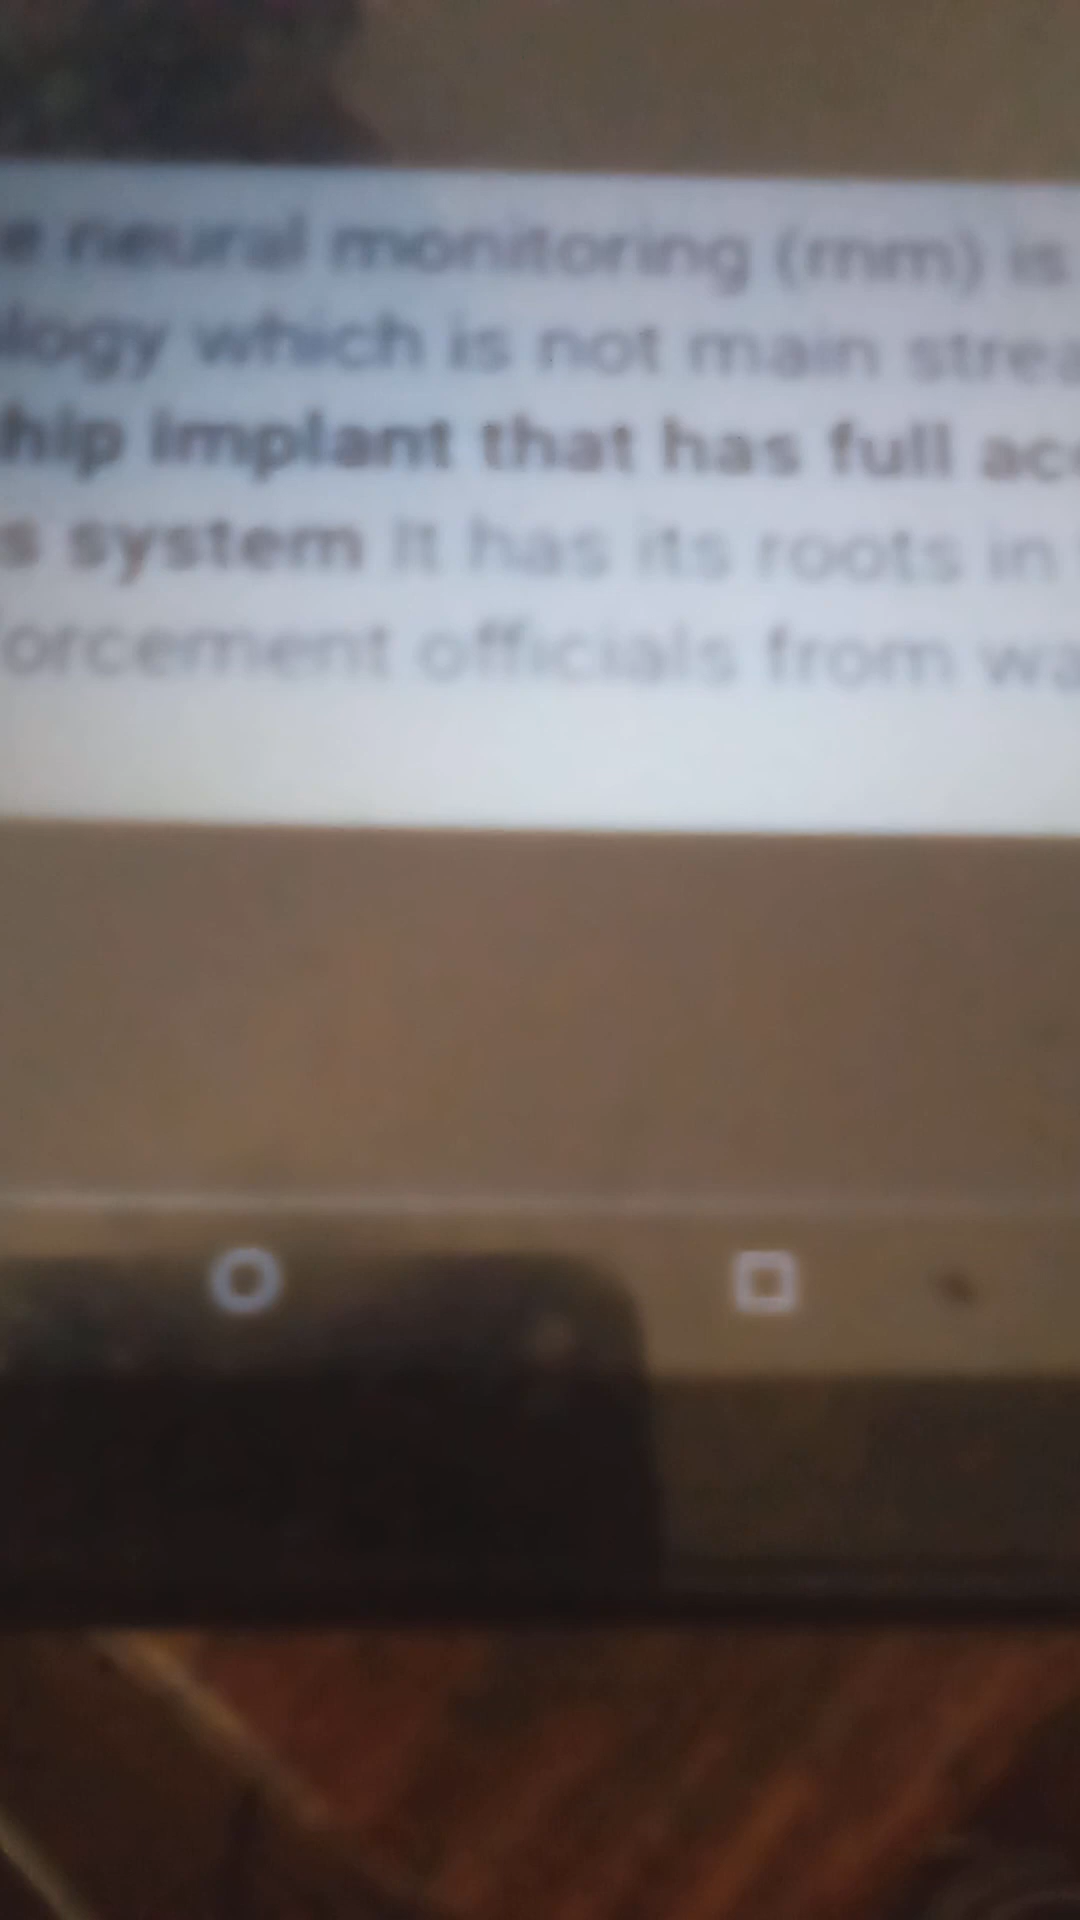 e neural monitoring (rnm) is
logy which is not main strea
hip implant that has full acc
s system It has its roots in
orcement officials from wa